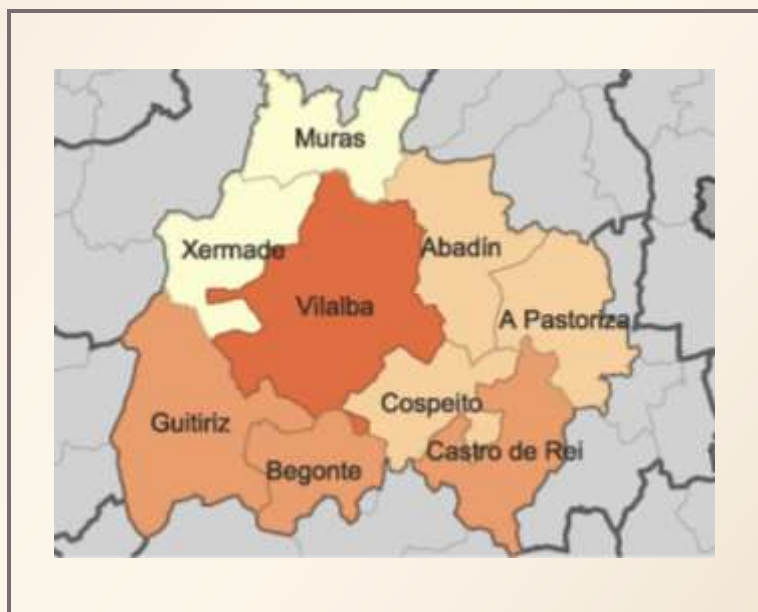 Muras
Xermade
Abadín
Vilalba
A Pastoriza
Cospeito
Guitiriz
Castro de Rei
Begonte